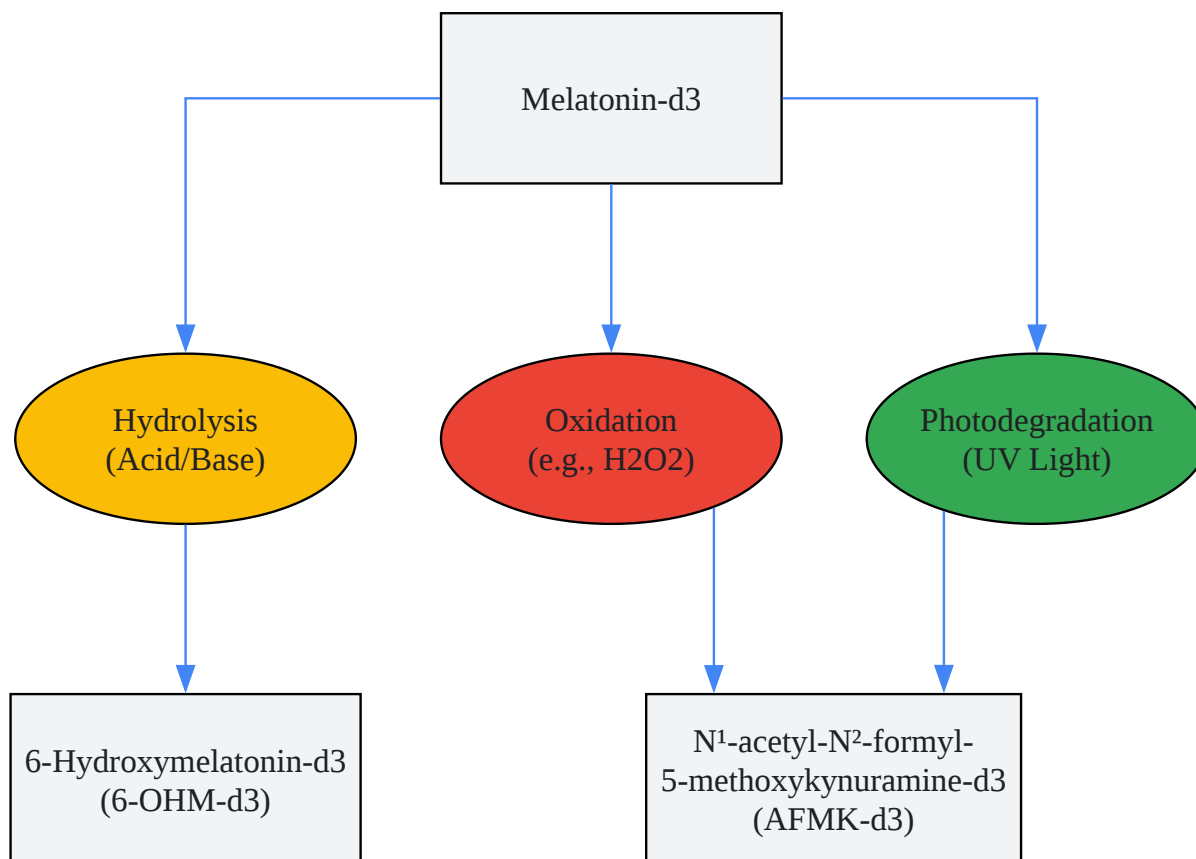 Melatonin-d3
Hydrolysis
(Acid/Base)
Oxidation
(e.g., H2O2)
Photodegradation
(UV Light)
6-Hydroxymelatonin-d3
(6-OHM-d3)
N¹-acetyl-N²-formyl-
5-methoxykynuramine-d3
(AFMK-d3)